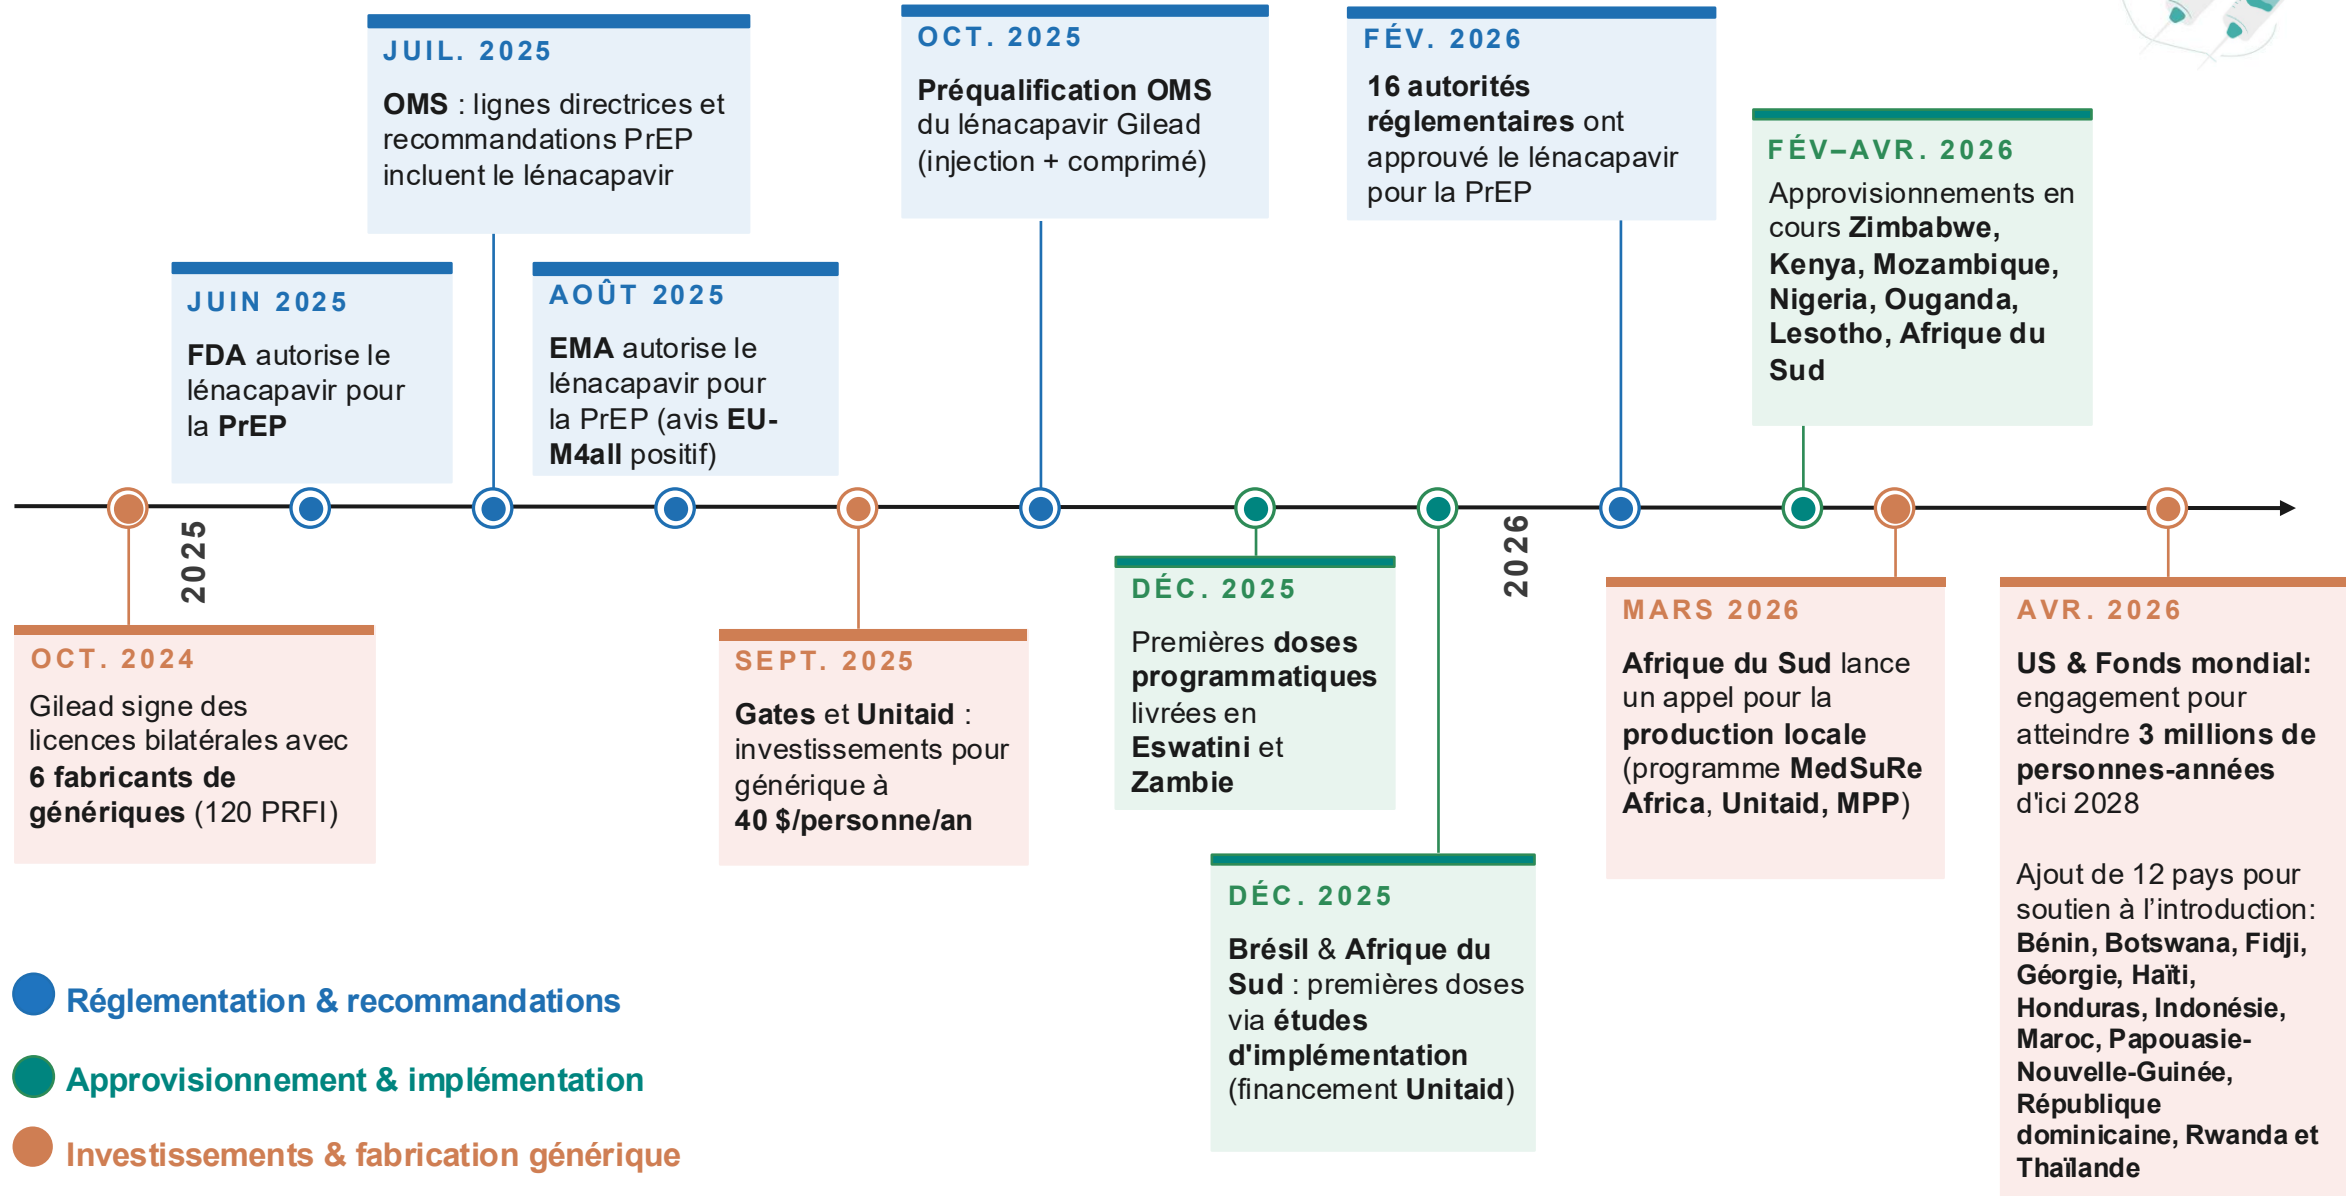 JUIL. 2025
OMS : lignes directrices et
recommandations PrEP
incluent le lénacapavir
OCT. 2025
Préqualification OMS
du lénacapavir Gilead
(injection + comprimé)
FÉV. 2026
16 autorités
réglementaires ont
approuvé le lénacapavir
pour la PrEP
FÉV–AVR. 2026
Approvisionnements en
cours Zimbabwe,
Kenya, Mozambique,
Nigeria, Ouganda,
Lesotho, Afrique du
Sud
JUIN 2025
FDA autorise le
lénacapavir pour
la PrEP
AOÛT 2025
EMA autorise le
lénacapavir pour
la PrEP (avis EU-
M4all positif)
2025
2026
OCT. 2024
Gilead signe des
licences bilatérales avec
6 fabricants de
génériques (120 PRFI)
SEPT. 2025
Gates et Unitaid :
investissements pour
générique à
40 $/personne/an
DÉC. 2025
Premières doses
programmatiques
livrées en
Eswatini et
Zambie
DÉC. 2025
Brésil & Afrique du
Sud : premières doses
via études
d'implémentation
(financement Unitaid)
MARS 2026
Afrique du Sud lance
un appel pour la
production locale
(programme MedSuRe
Africa, Unitaid, MPP)
AVR. 2026
US & Fonds mondial:
engagement pour
atteindre 3 millions de
personnes-années
d'ici 2028
Ajout de 12 pays pour
soutien à l’introduction:
Bénin, Botswana, Fidji,
Géorgie, Haïti,
Honduras, Indonésie,
Maroc, Papouasie-
Nouvelle-Guinée,
République
dominicaine, Rwanda et
Thaïlande
Réglementation & recommandations
Approvisionnement & implémentation
Investissements & fabrication générique